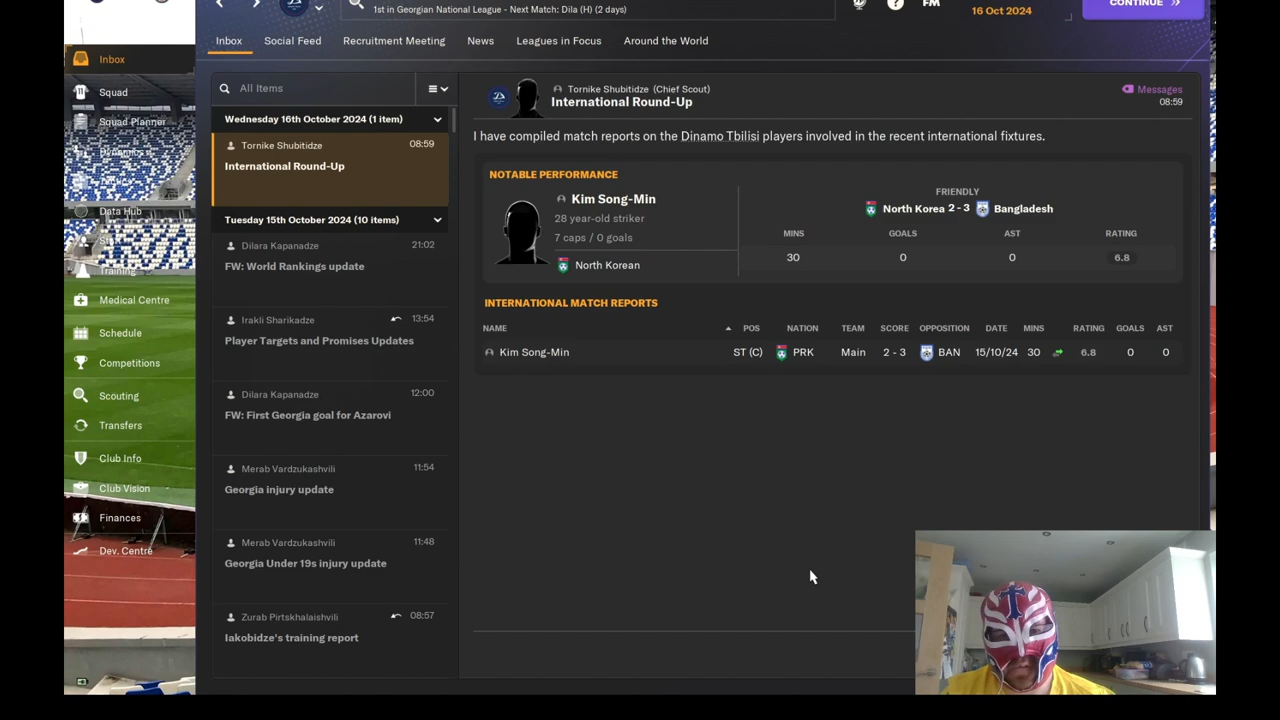 1st in Georgian National League - Next Match: Dila (H) (2 days)
FM
16 Oct 2024
CONTINUE
Inbox
Social Feed
Recruitment Meeting
News
Leagues in Focus
Around the World
Inbox
Squad
Squad Planner
Dynamics
Data Hub
Training
Medical Centre
Schedule
Competitions
Scouting
Transfers
Club Info
Club Vision
Finances
Dev. Centre
All Items
Wednesday 16th October 2024 (1 item)
Tornike Shubitidze 08:59
International Round-Up
Tuesday 15th October 2024 (10 items)
Dilara Kapanadze 21:02
FW: World Rankings update
Irakli Sharikadze 13:54
Player Targets and Promises Updates
Dilara Kapanadze 12:00
FW: First Georgia goal for Azarovi
Merab Vardzukashvili 11:54
Georgia injury update
Merab Vardzukashvili 11:48
Georgia Under 19s injury update
Zurab Pirtskhalaishvili 08:57
Iakobidze's training report
Tornike Shubitidze (Chief Scout)
International Round-Up
Messages
08:59
I have compiled match reports on the Dinamo Tbilisi players involved in the recent international fixtures.
NOTABLE PERFORMANCE
Kim Song-Min
28 year-old striker
7 caps / 0 goals
North Korean
FRIENDLY
North Korea 2 - 3 Bangladesh
MINS GOALS AST RATING
30 0 0 6.8
INTERNATIONAL MATCH REPORTS
NAME POS NATION TEAM SCORE OPPOSITION DATE MINS RATING GOALS AST
Kim Song-Min ST (C) PRK Main 2 - 3 BAN 15/10/24 30 6.8 0 0